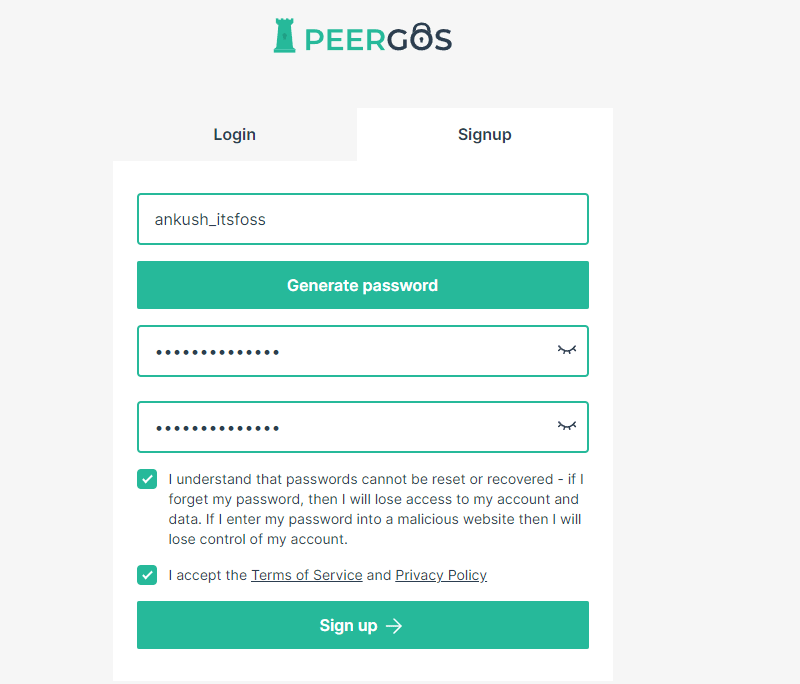 PEERGOS
Login
Signup
ankush_itsfoss
Generate password
••••••••••••••
••••••••••••••
I understand that passwords cannot be reset or recovered - if I
forget my password, then I will lose access to my account and
data. If I enter my password into a malicious website then I will
lose control of my account.
I accept the Terms of Service and Privacy Policy
Sign up →